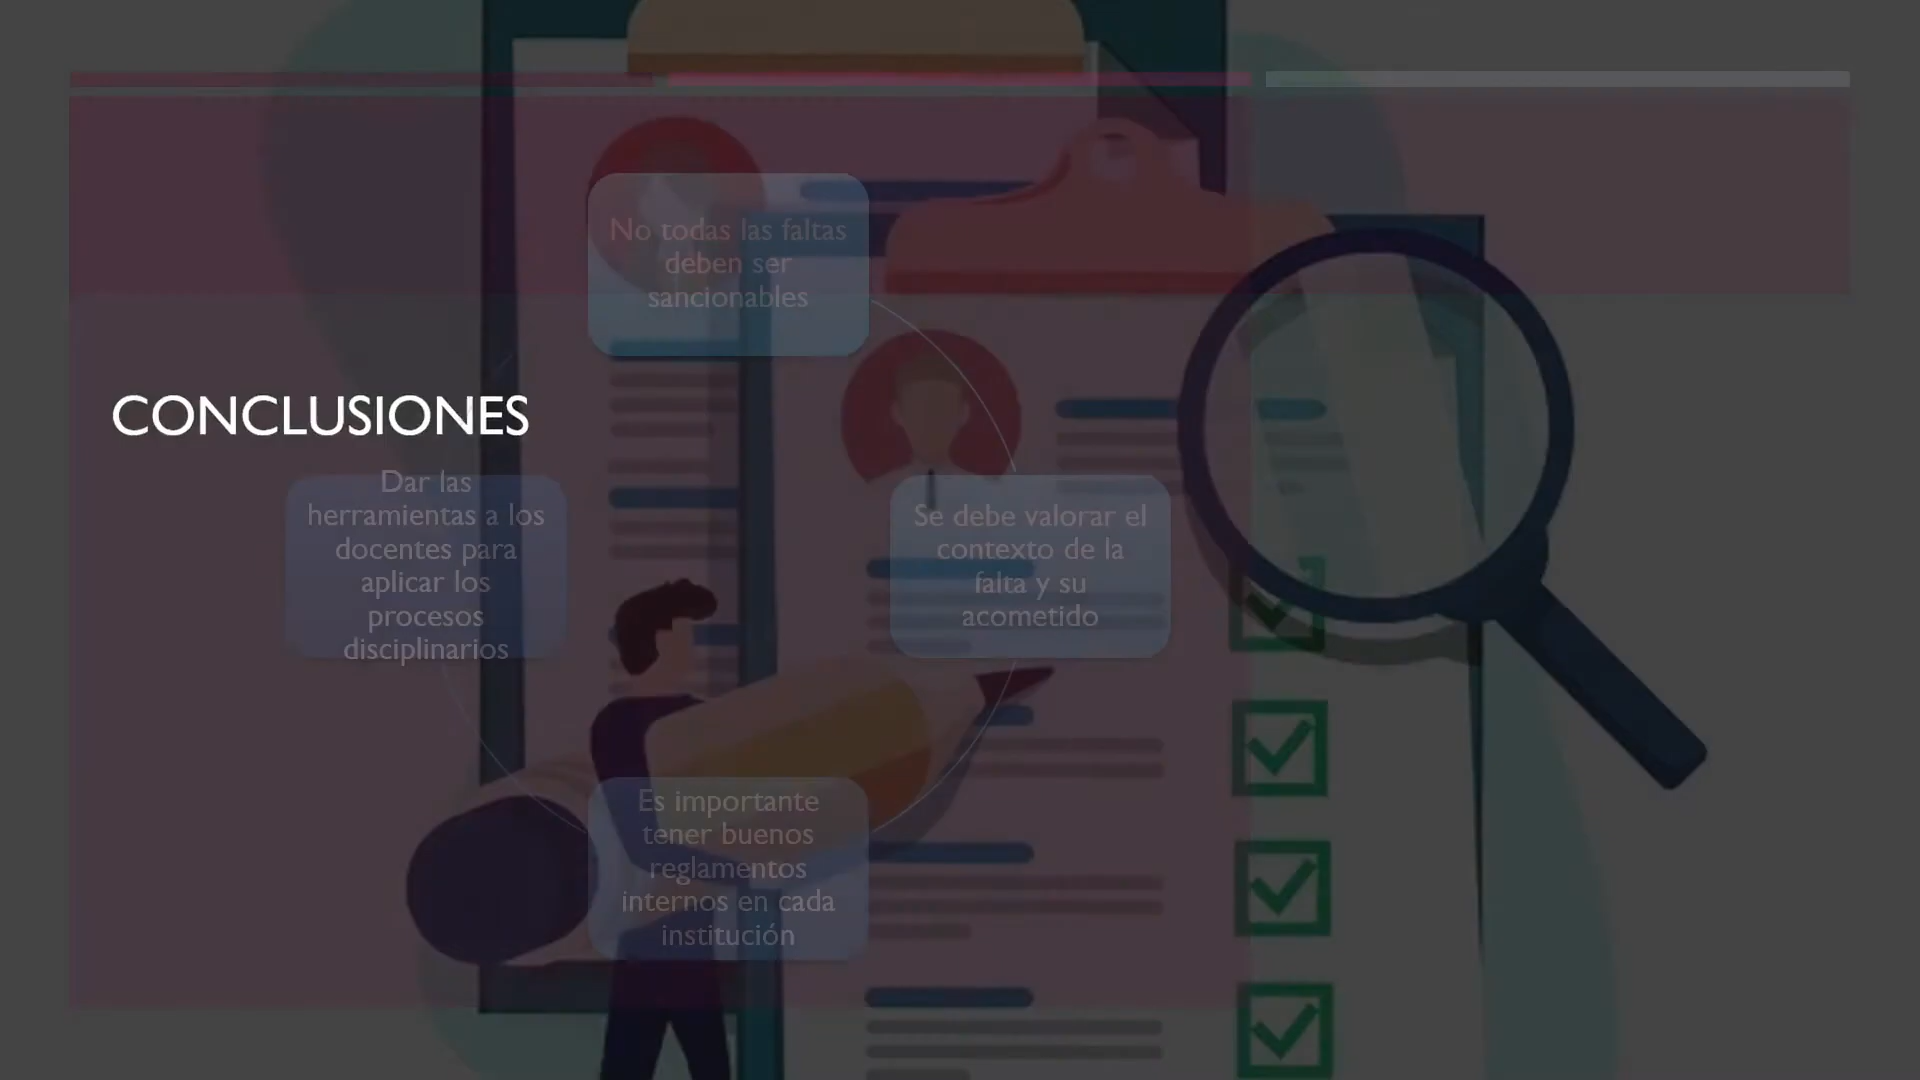 CONCLUSIONES
No todas las faltas
deben ser
sancionables
Se debe valorar el
contexto de la
falta y su
acometido
Es importante
tener buenos
reglamentos
internos en cada
institución
Dar las
herramientas a los
docentes para
aplicar los
procesos
disciplinarios